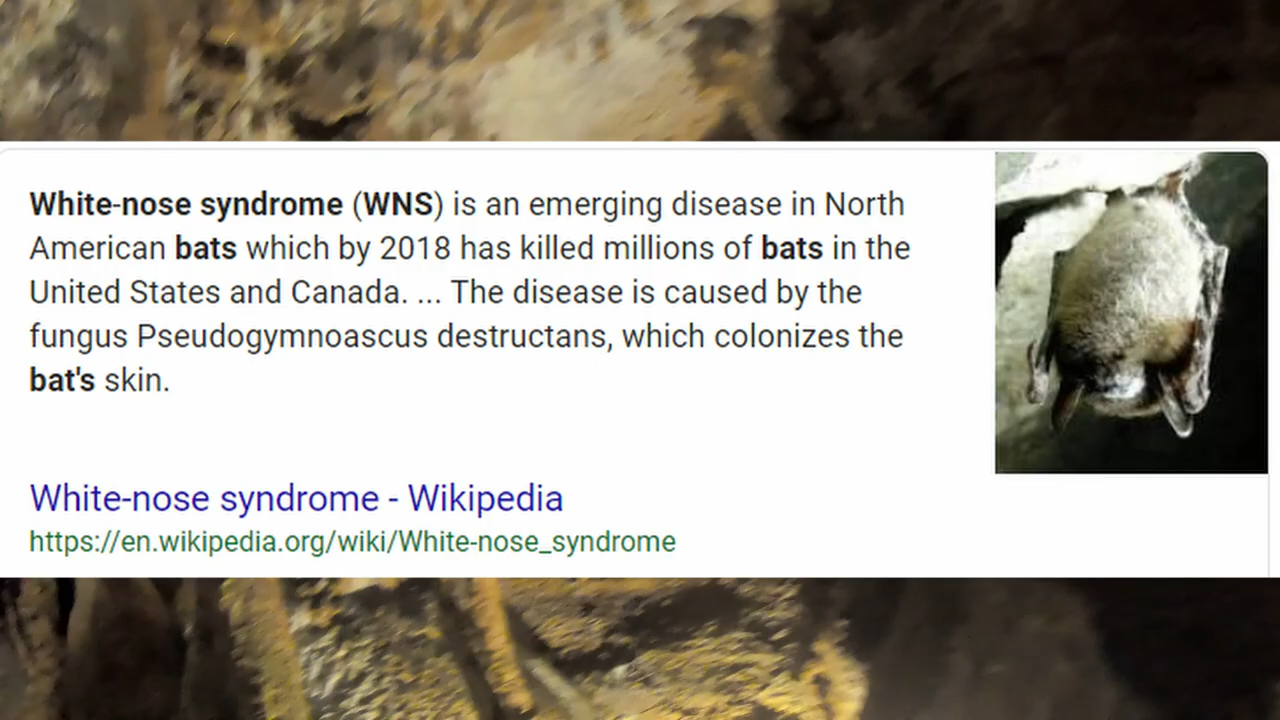 White-nose syndrome (WNS) is an emerging disease in North
American bats which by 2018 has killed millions of bats in the
United States and Canada. ... The disease is caused by the
fungus Pseudogymnoascus destructans, which colonizes the
bat's skin.
White-nose syndrome - Wikipedia
https://en.wikipedia.org/wiki/White-nose_syndrome